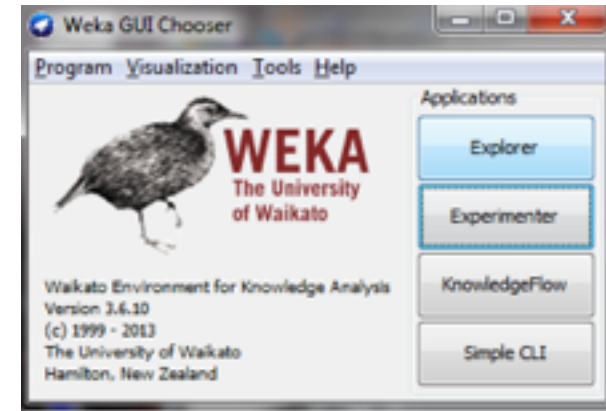 Weka GUI Chooser
Program Visualization Tools Help
Applications
WEKA
The University
of Waikato
Explorer
Experimenter
KnowledgeFlow
Simple CLI
Waikato Environment for Knowledge Analysis
Version 3.6.10
(c) 1999 - 2013
The University of Waikato
Hamilton, New Zealand